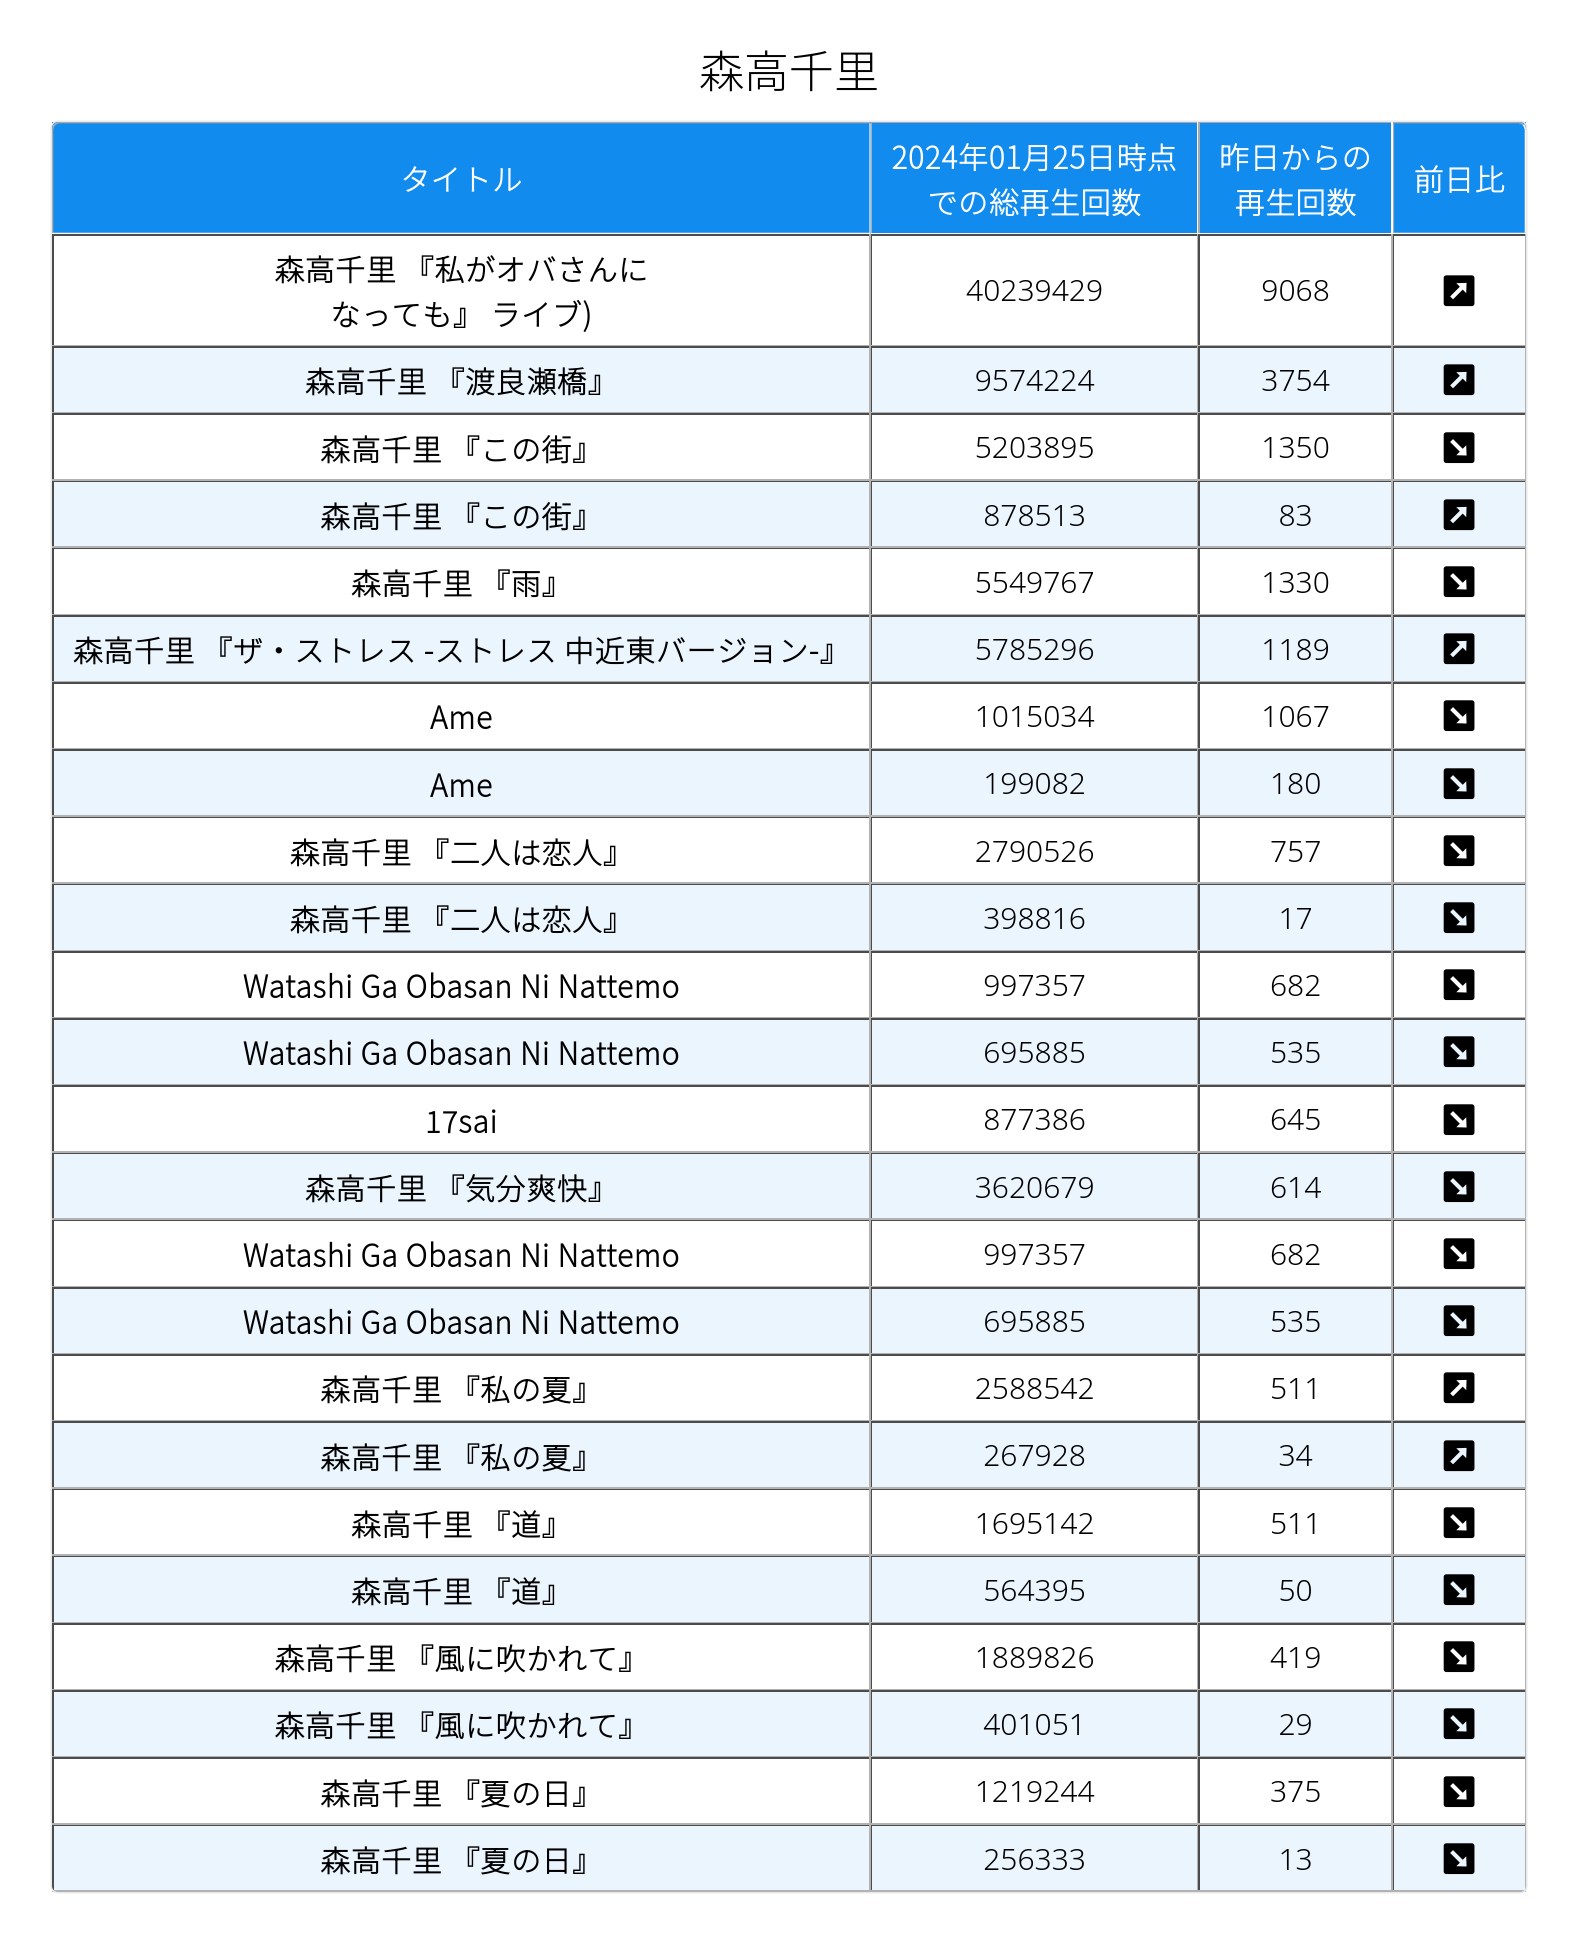 森高千里
タイトル
2024年01月25日時点
での総再生回数
昨日からの
再生回数
前日比
森高千里 『私がオバさんに
なっても』 ライブ)
40239429
9068
森高千里 『渡良瀬橋』 9574224 3754
森高千里 『この街』 5203895 1350
森高千里 『この街』 878513 83
森高千里 『雨』 5549767 1330
森高千里 『ザ・ストレス -ストレス 中近東バージョン-』 5785296 1189
Ame 1015034 1067
Ame 199082 180
森高千里 『二人は恋人』 2790526 757
森高千里 『二人は恋人』 398816 17
Watashi Ga Obasan Ni Nattemo 997357 682
Watashi Ga Obasan Ni Nattemo 695885 535
17sai 877386 645
森高千里 『気分爽快』 3620679 614
Watashi Ga Obasan Ni Nattemo 997357 682
Watashi Ga Obasan Ni Nattemo 695885 535
森高千里 『私の夏』 2588542 511
森高千里 『私の夏』 267928 34
森高千里 『道』 1695142 511
森高千里 『道』 564395 50
森高千里 『風に吹かれて』 1889826 419
森高千里 『風に吹かれて』 401051 29
森高千里 『夏の日』 1219244 375
森高千里 『夏の日』 256333 13